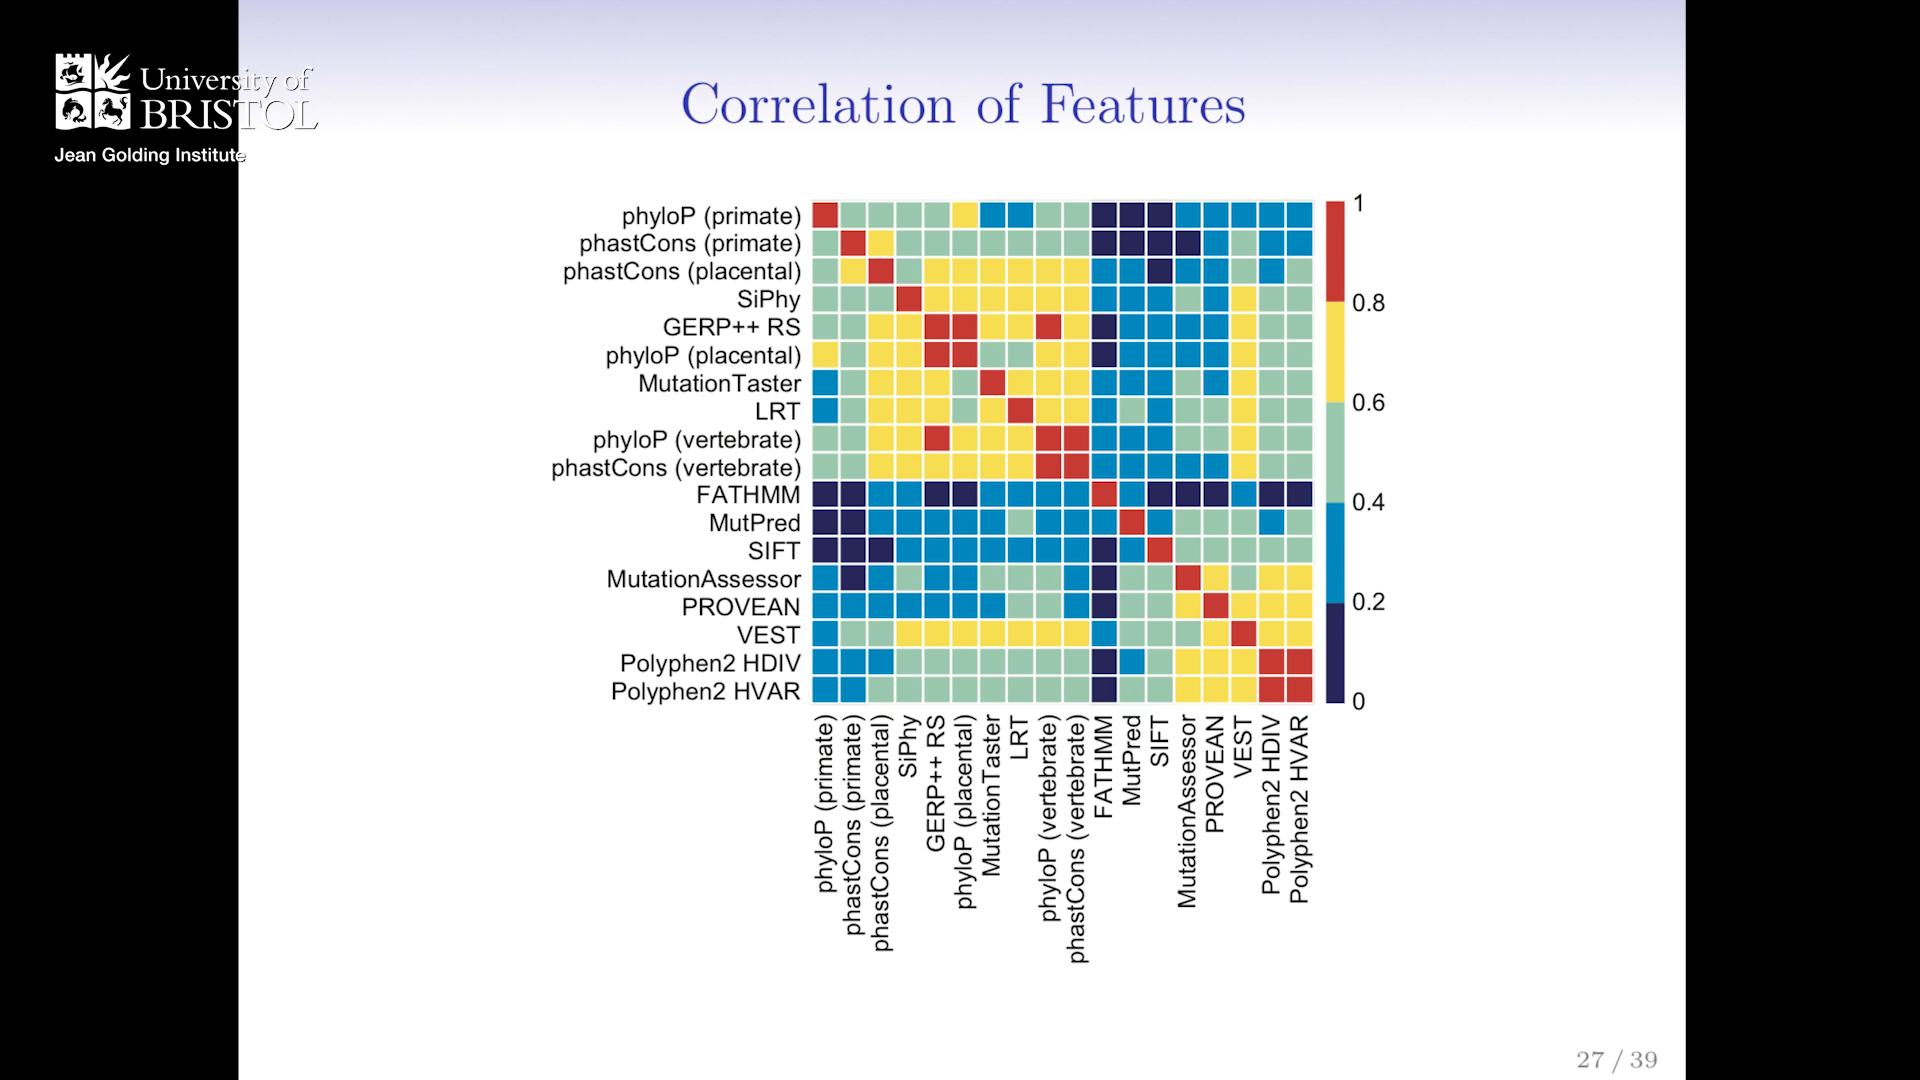 University of
BRISTOL
Jean Golding Institute
Correlation of Features
phyloP (primate)
phastCons (primate)
phastCons (placental)
SiPhy
GERP++ RS
phyloP (placental)
MutationTaster
LRT
phyloP (vertebrate)
phastCons (vertebrate)
FATHMM
MutPred
SIFT
MutationAssessor
PROVEAN
VEST
Polyphen2 HDIV
Polyphen2 HVAR
1
0.8
0.6
0.4
0.2
0
phyloP (primate)
phastCons (primate)
phastCons (placental)
SiPhy
GERP++ RS
phyloP (placental)
MutationTaster
LRT
phyloP (vertebrate)
phastCons (vertebrate)
FATHMM
MutPred
SIFT
MutationAssessor
PROVEAN
VEST
Polyphen2 HDIV
Polyphen2 HVAR
27 / 39